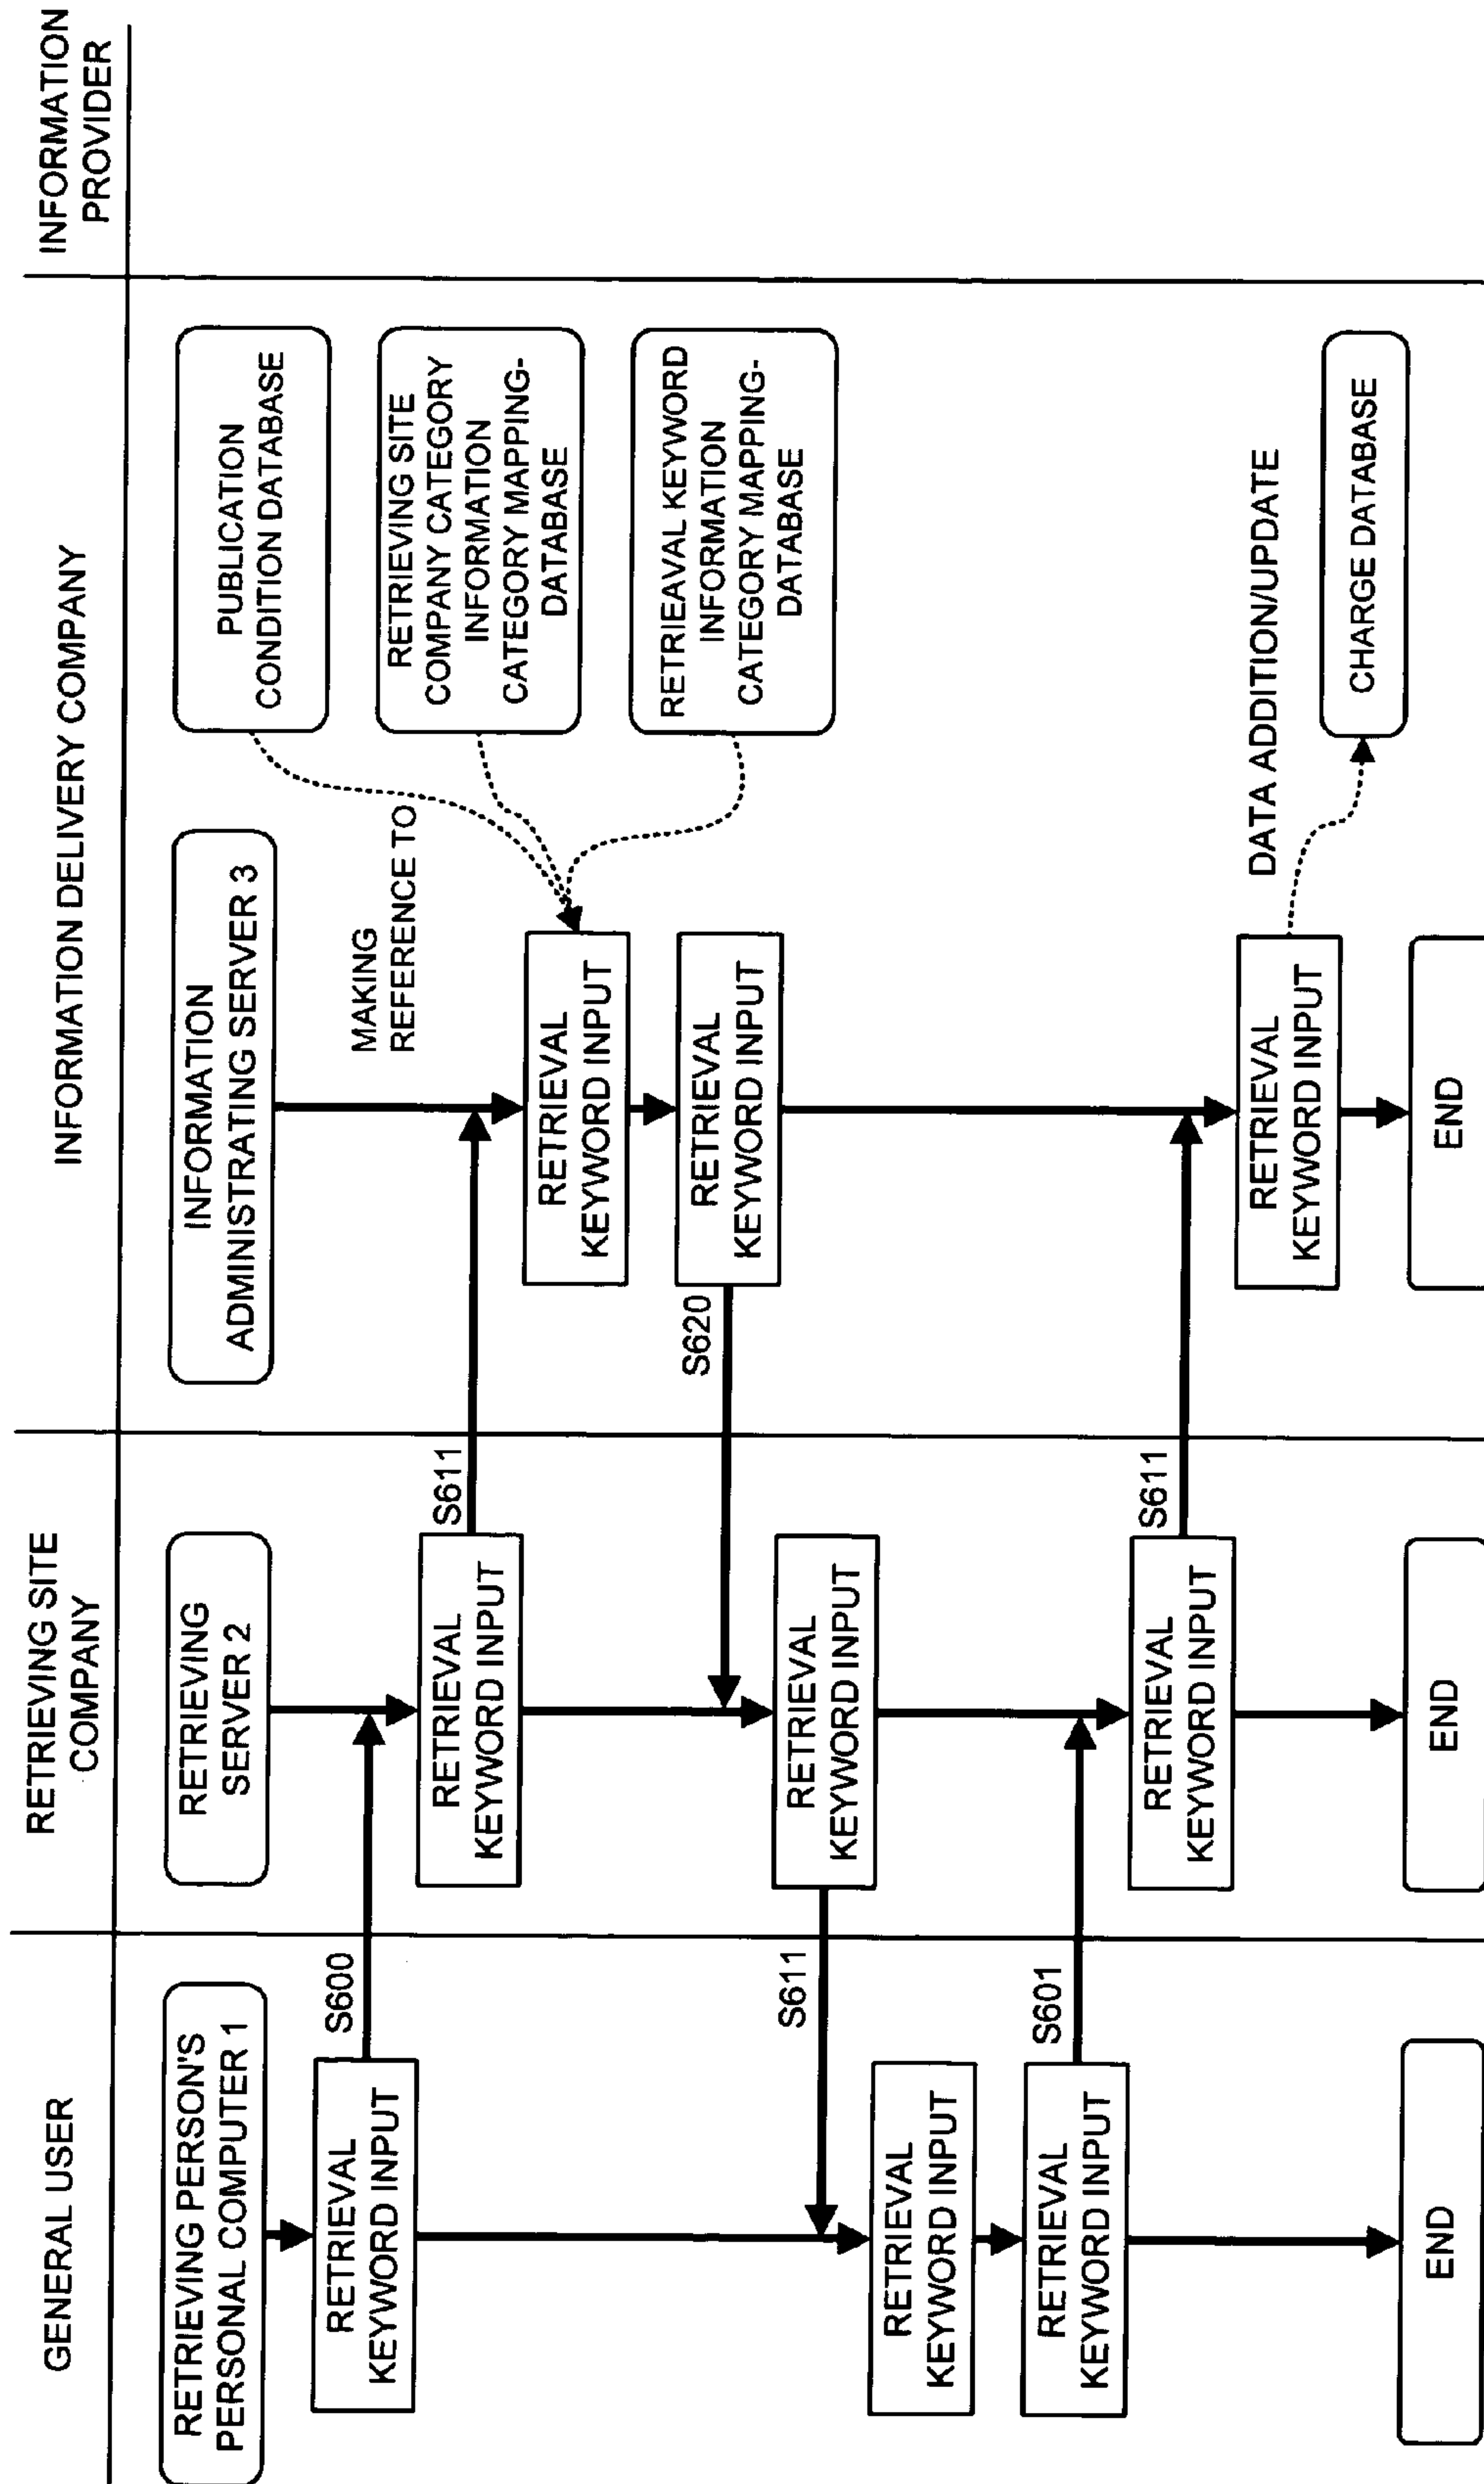 GENERAL USER
RETRIEVING SITE
COMPANY
INFORMATION DELIVERY COMPANY
INFORMATION
PROVIDER
RETRIEVING PERSON'S
PERSONAL COMPUTER 1
RETRIEVING
SERVER 2
INFORMATION
ADMINISTRATING SERVER 3
PUBLICATION
CONDITION DATABASE
RETRIEVAL
KEYWORD INPUT
S600
RETRIEVAL
KEYWORD INPUT
S611
MAKING
REFERENCE TO
RETRIEVING SITE
COMPANY CATEGORY
INFORMATION
CATEGORY MAPPING-
DATABASE
RETRIEVAL
KEYWORD INPUT
RETRIEAVAL KEYWORD
INFORMATION
CATEGORY MAPPING-
DATABASE
RETRIEVAL
KEYWORD INPUT
S620
RETRIEVAL
KEYWORD INPUT
S611
RETRIEVAL
KEYWORD INPUT
RETRIEVAL
KEYWORD INPUT
S601
RETRIEVAL
KEYWORD INPUT
S611
RETRIEVAL
KEYWORD INPUT
DATA ADDITION/UPDATE
CHARGE DATABASE
END
END
END